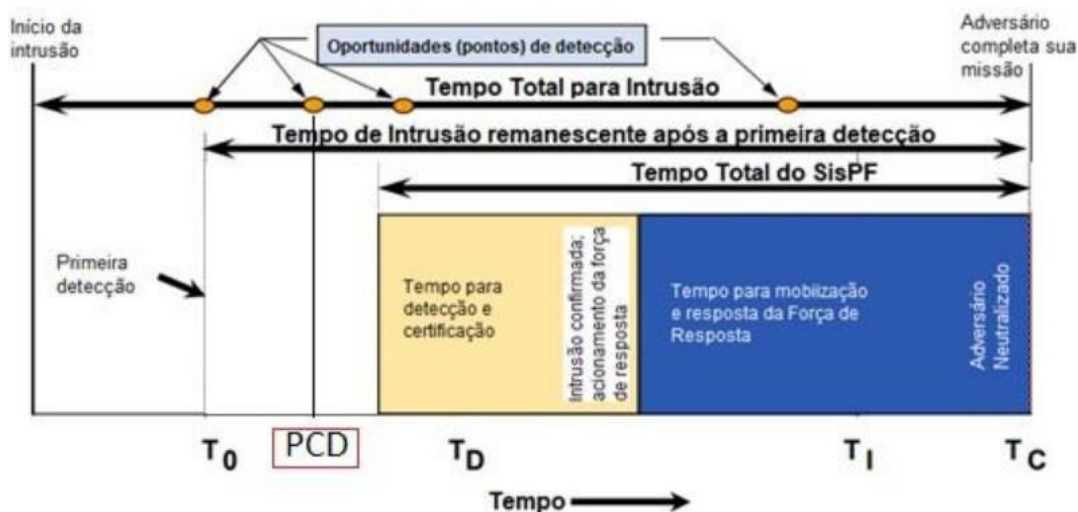 Início da
intrusão
Oportunidades (pontos) de detecção
Adversário
completa sua
missão
Tempo Total para Intrusão
Tempo de Intrusão remanescente após a primeira detecção
Tempo Total do SisPF
Primeira
detecção
Tempo para
detecção e
certificação
Intrusão confirmada;
acionamento da força
de resposta
Tempo para mobilização
e resposta da Força de
Resposta
Adversário
Neutralizado
T0
PCD
TD
TI
TC
Tempo